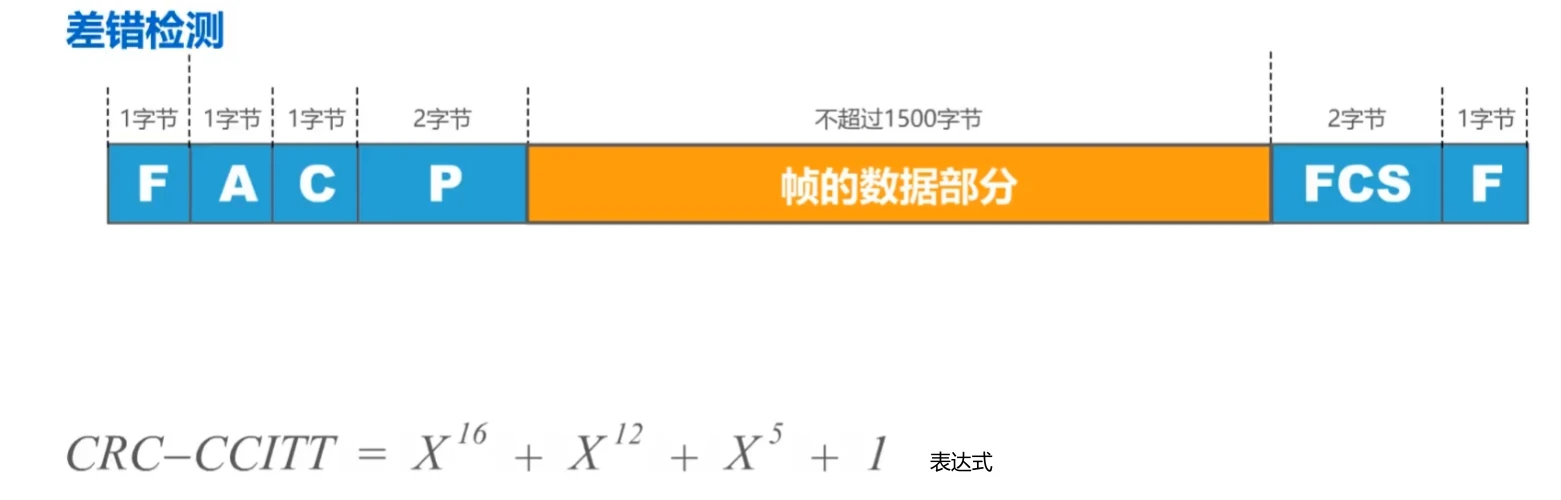 差错检测
1字节 1字节 1字节 2字节 不超过1500字节 2字节 1字节
F A C P 帧的数据部分 FCS F
CRC–CCITT = X^16 + X^12 + X^5 + 1 表达式